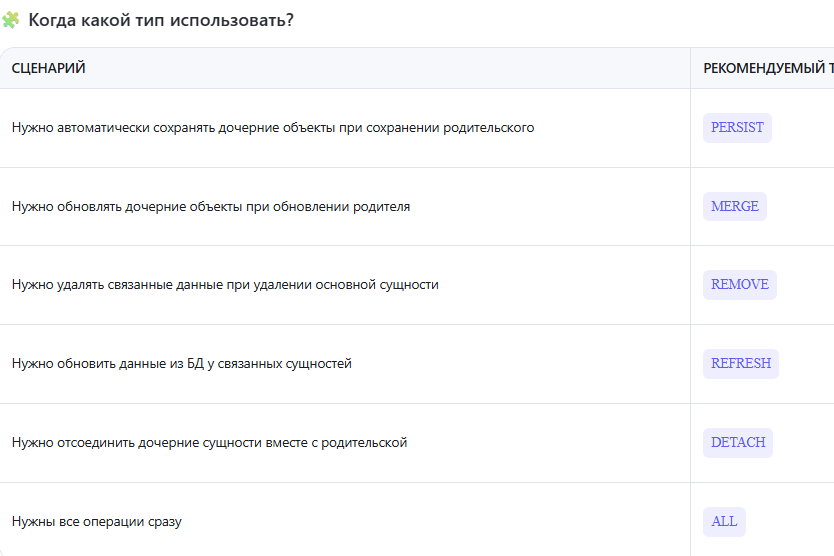 Когда какой тип использовать?
СЦЕНАРИЙ РЕКОМЕНДУЕМЫЙ Т
Нужно автоматически сохранять дочерние объекты при сохранении родительского PERSIST
Нужно обновлять дочерние объекты при обновлении родителя MERGE
Нужно удалять связанные данные при удалении основной сущности REMOVE
Нужно обновить данные из БД у связанных сущностей REFRESH
Нужно отсоединить дочерние сущности вместе с родительской DETACH
Нужны все операции сразу ALL